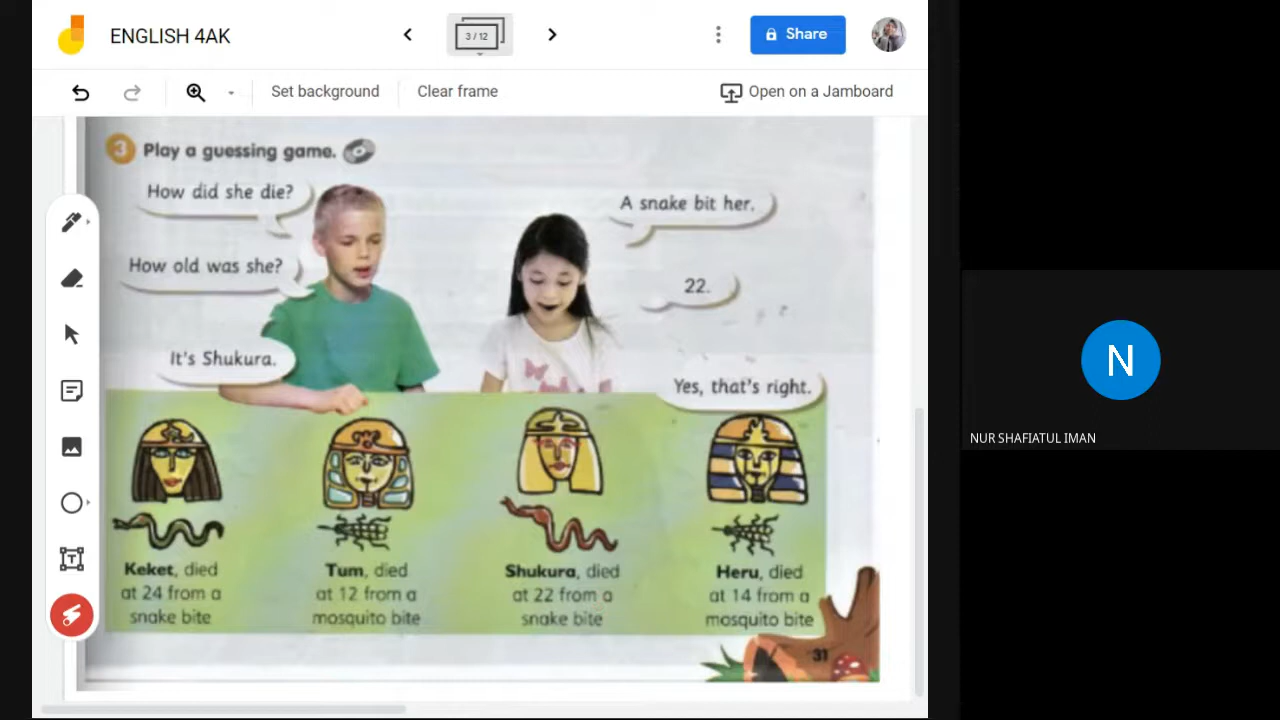 ENGLISH 4AK
3 / 12
Share
Set background
Clear frame
Open on a Jamboard
3 Play a guessing game.
How did she die?
A snake bit her.
How old was she?
22.
It's Shukura.
Yes, that's right.
Keket, died
at 24 from a
snake bite
Tum, died
at 12 from a
mosquito bite
Shukura, died
at 22 from a
snake bite
Heru, died
at 14 from a
mosquito bite
31
T
N
NUR SHAFIATUL IMAN